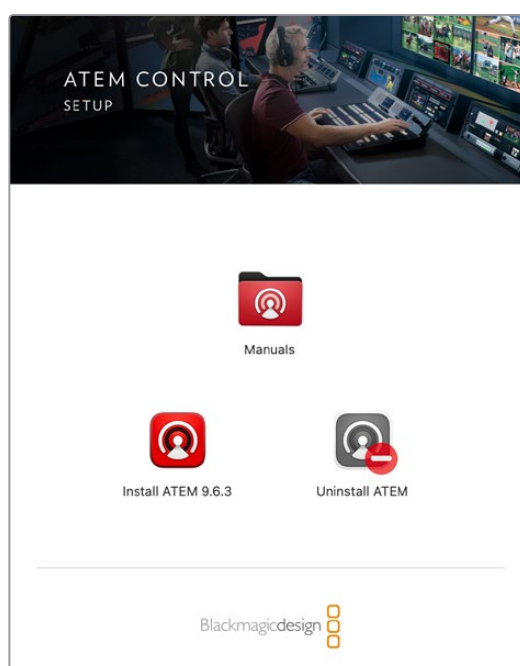 ATEM CONTROL
SETUP
Manuals
Install ATEM 9.6.3
Uninstall ATEM
Blackmagicdesign